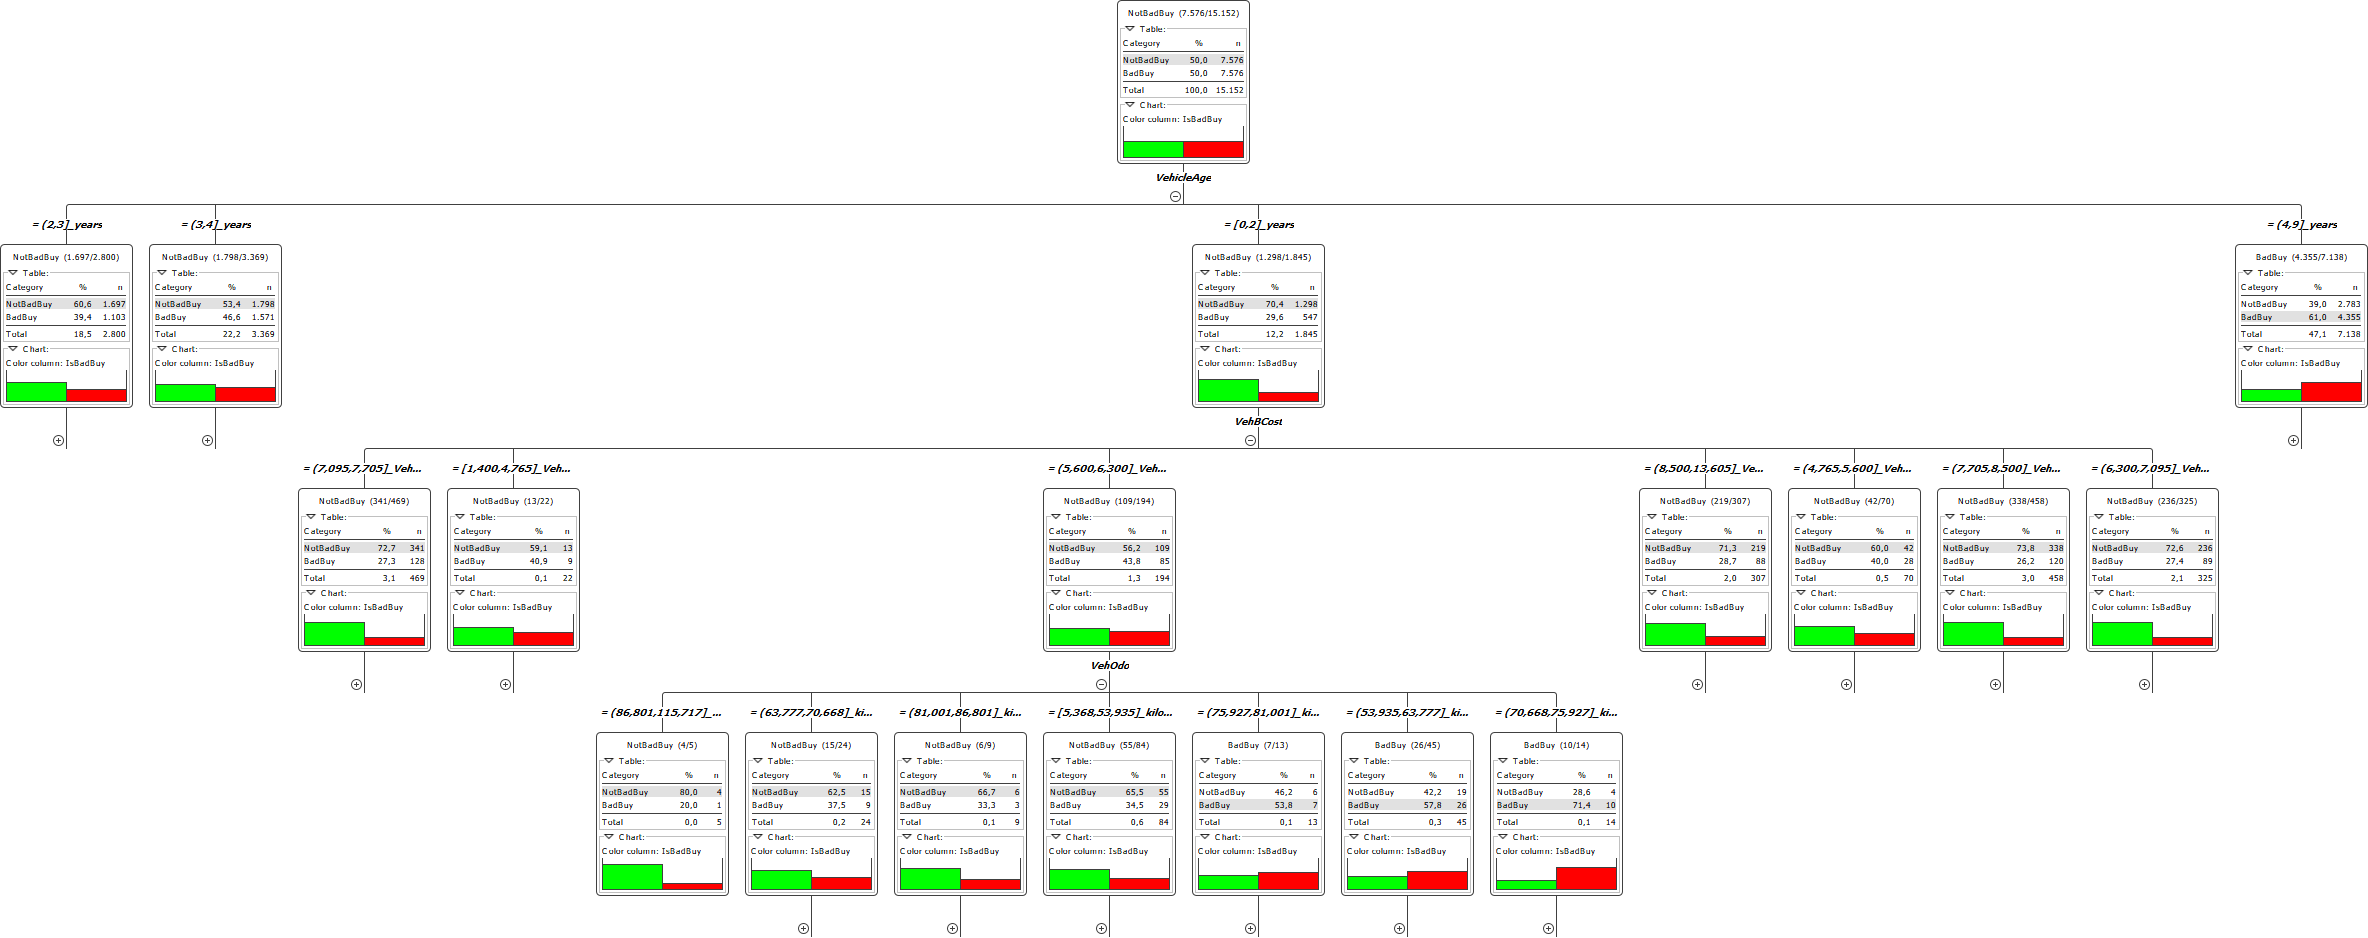 NotBadBuy (7.576/15.152)
Table:
Category % n
NotBadBuy 50,0 7.576
BadBuy 50,0 7.576
Total 100,0 15.152
Chart:
Color column: IsBadBuy
VehicleAge
= (2,3]_years
NotBadBuy (1.697/2.800)
Table:
Category % n
NotBadBuy 60,6 1.697
BadBuy 39,4 1.103
Total 18,5 2.800
Chart:
Color column: IsBadBuy
= (3,4]_years
NotBadBuy (1.798/3.369)
Table:
Category % n
NotBadBuy 53,4 1.798
BadBuy 46,6 1.571
Total 22,2 3.369
Chart:
Color column: IsBadBuy
= [0,2]_years
NotBadBuy (1.298/1.845)
Table:
Category % n
NotBadBuy 70,4 1.298
BadBuy 29,6 547
Total 12,2 1.845
Chart:
Color column: IsBadBuy
= (4,9]_years
BadBuy (4.355/7.138)
Table:
Category % n
NotBadBuy 39,0 2.783
BadBuy 61,0 4.355
Total 47,1 7.138
Chart:
Color column: IsBadBuy
VehBCost
= (7,095,7,705]_Veh...
NotBadBuy (341/469)
Table:
Category % n
NotBadBuy 72,7 341
BadBuy 27,3 128
Total 3,1 469
Chart:
Color column: IsBadBuy
= [1,400,4,765]_Veh...
NotBadBuy (13/22)
Table:
Category % n
NotBadBuy 59,1 13
BadBuy 40,9 9
Total 0,1 22
Chart:
Color column: IsBadBuy
= (5,600,6,300]_Veh...
NotBadBuy (109/194)
Table:
Category % n
NotBadBuy 56,2 109
BadBuy 43,8 85
Total 1,3 194
Chart:
Color column: IsBadBuy
= (8,500,13,605]_Ve...
NotBadBuy (219/307)
Table:
Category % n
NotBadBuy 71,3 219
BadBuy 28,7 88
Total 2,0 307
Chart:
Color column: IsBadBuy
= (4,765,5,600]_Veh...
NotBadBuy (42/70)
Table:
Category % n
NotBadBuy 60,0 42
BadBuy 40,0 28
Total 0,5 70
Chart:
Color column: IsBadBuy
= (7,705,8,500]_Veh...
NotBadBuy (338/458)
Table:
Category % n
NotBadBuy 73,8 338
BadBuy 26,2 120
Total 3,0 458
Chart:
Color column: IsBadBuy
= (6,300,7,095]_Veh...
NotBadBuy (236/325)
Table:
Category % n
NotBadBuy 72,6 236
BadBuy 27,4 89
Total 2,1 325
Chart:
Color column: IsBadBuy
VehOdo
= (86,801,115,717]_...
NotBadBuy (4/5)
Table:
Category % n
NotBadBuy 80,0 4
BadBuy 20,0 1
Total 0,0 5
Chart:
Color column: IsBadBuy
= (63,777,70,668]_ki...
NotBadBuy (15/24)
Table:
Category % n
NotBadBuy 62,5 15
BadBuy 37,5 9
Total 0,2 24
Chart:
Color column: IsBadBuy
= (81,001,86,801]_ki...
NotBadBuy (6/9)
Table:
Category % n
NotBadBuy 66,7 6
BadBuy 33,3 3
Total 0,1 9
Chart:
Color column: IsBadBuy
= [5,368,53,935]_kilo...
NotBadBuy (55/84)
Table:
Category % n
NotBadBuy 65,5 55
BadBuy 34,5 29
Total 0,6 84
Chart:
Color column: IsBadBuy
= (75,927,81,001]_ki...
BadBuy (7/13)
Table:
Category % n
NotBadBuy 46,2 6
BadBuy 53,8 7
Total 0,1 13
Chart:
Color column: IsBadBuy
= (53,935,63,777]_ki...
BadBuy (26/45)
Table:
Category % n
NotBadBuy 42,2 19
BadBuy 57,8 26
Total 0,3 45
Chart:
Color column: IsBadBuy
= (70,668,75,927]_ki...
BadBuy (10/14)
Table:
Category % n
NotBadBuy 28,6 4
BadBuy 71,4 10
Total 0,1 14
Chart:
Color column: IsBadBuy